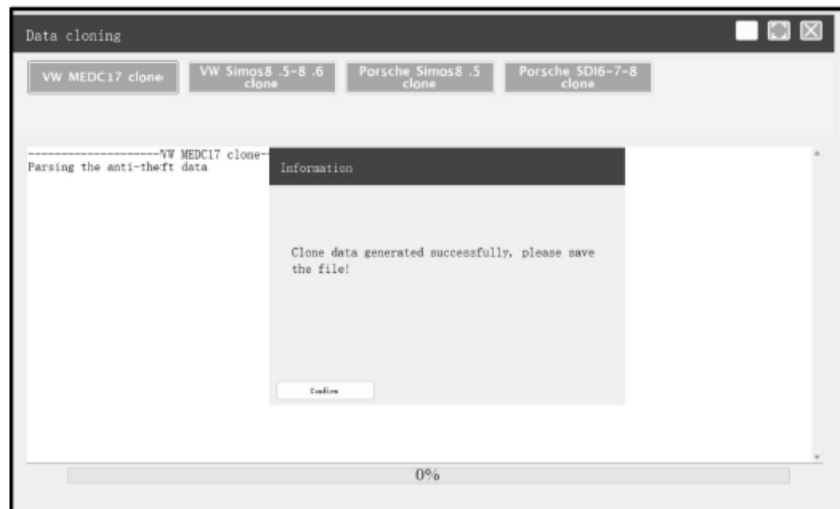 Data cloning
VW MEDC17 clone
VW Simos8 .5-8 .6
clone
Porsche Simos8 .5
clone
Porsche SDI6-7-8
clone
--------------------VW MEDC17 clone--
Parsing the anti-theft data
Information
Clone data generated successfully, please save
the file!
Confirm
0%